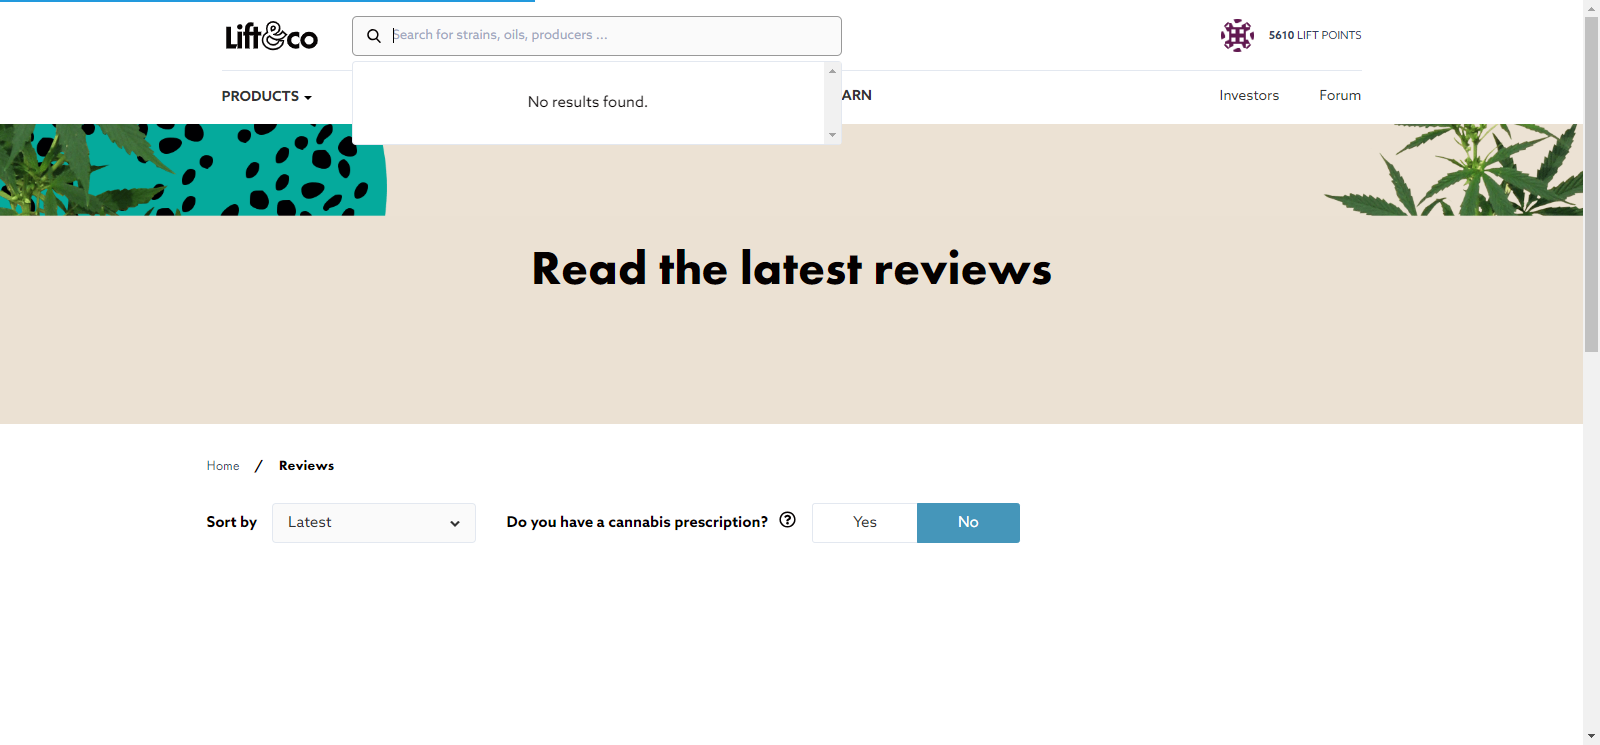 Lift&co
Search for strains, oils, producers ...
5610 LIFT POINTS
No results found.
PRODUCTS
ARN
Investors
Forum
Read the latest reviews
Home / Reviews
Sort by
Latest
Do you have a cannabis prescription?
Yes
No